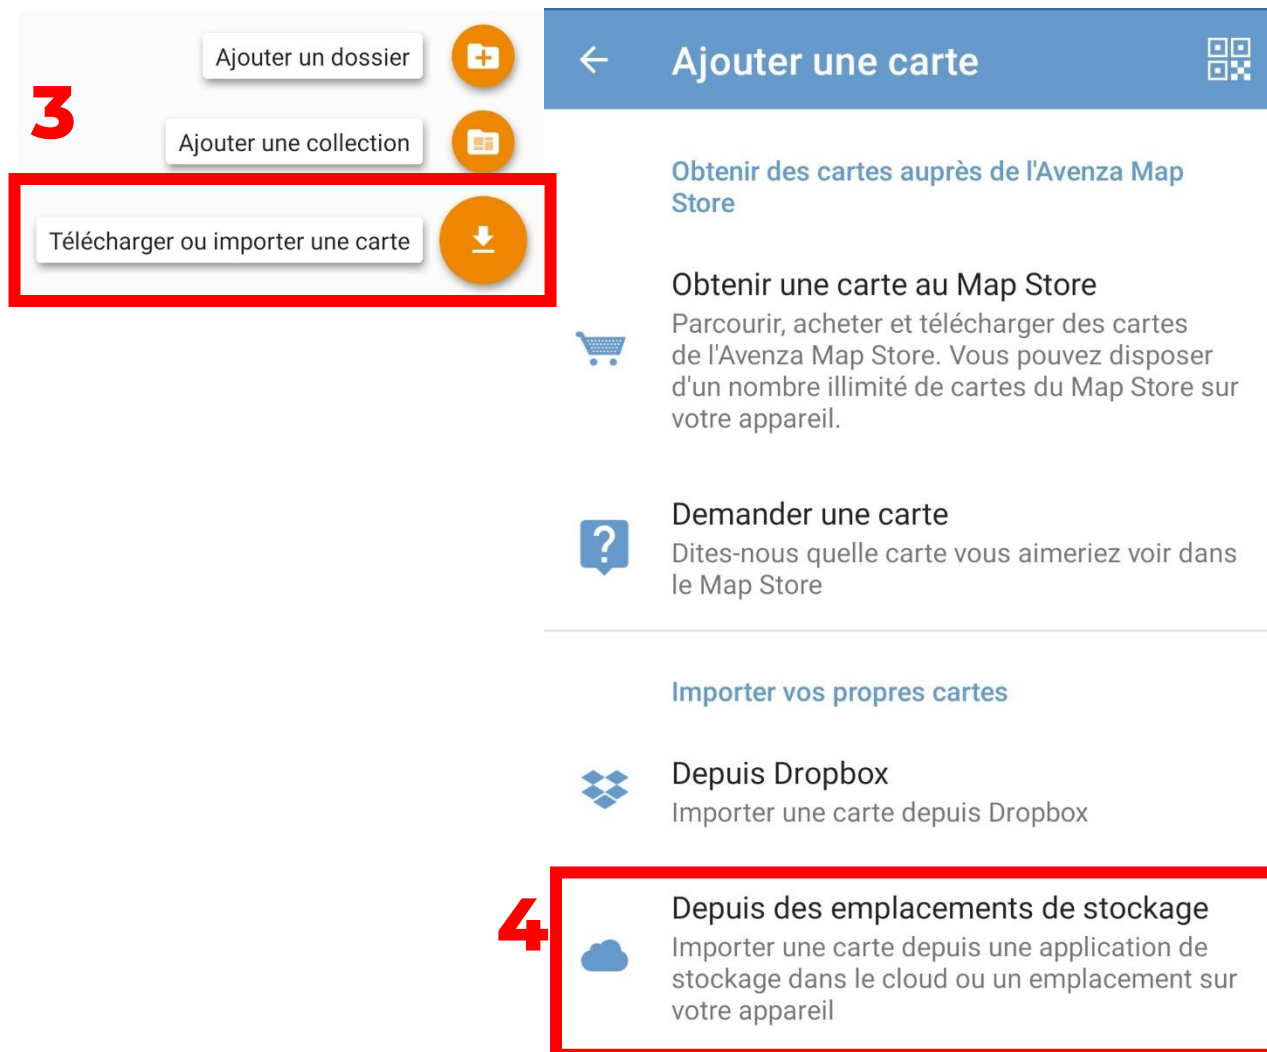 3
Ajouter un dossier
Ajouter une collection
Télécharger ou importer une carte
Ajouter une carte
Obtenir des cartes auprès de l'Avenza Map
Store
Obtenir une carte au Map Store
Parcourir, acheter et télécharger des cartes
de l'Avenza Map Store. Vous pouvez disposer
d'un nombre illimité de cartes du Map Store sur
votre appareil.
Demander une carte
Dites-nous quelle carte vous aimeriez voir dans
le Map Store
Importer vos propres cartes
Depuis Dropbox
Importer une carte depuis Dropbox
4
Depuis des emplacements de stockage
Importer une carte depuis une application de
stockage dans le cloud ou un emplacement sur
votre appareil